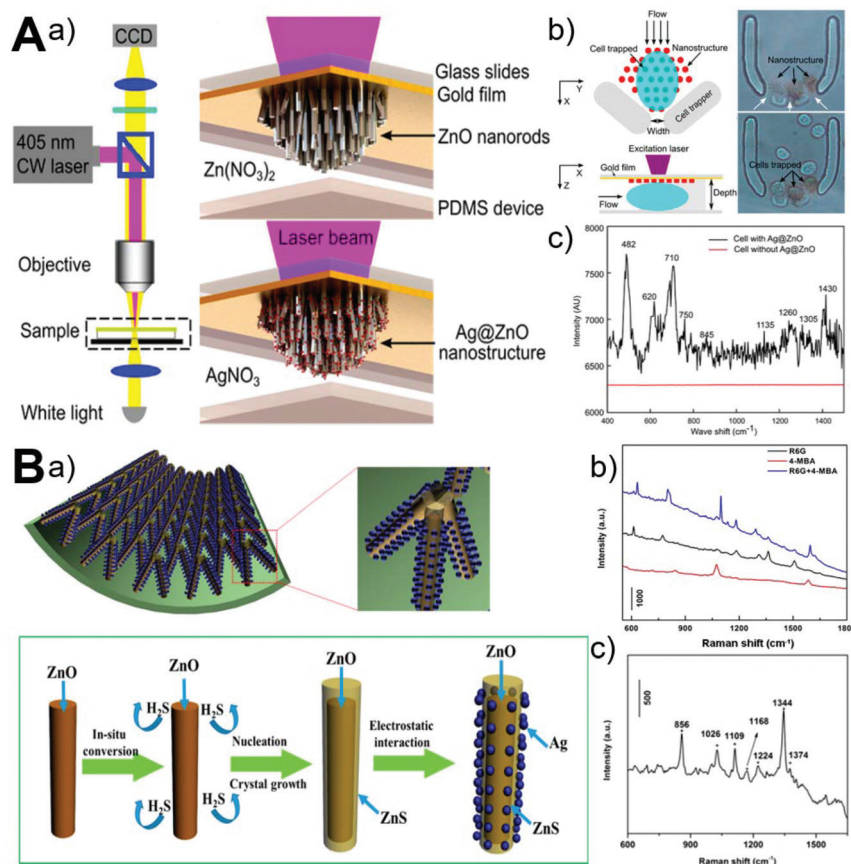 A a)
CCD
405 nm
CW laser
Objective
Sample
White light
Glass slides
Gold film
ZnO nanorods
Zn(NO3)2
PDMS device
Laser beam
Ag@ZnO
nanostructure
AgNO3
b)
Flow
Cell trapped
Nanostructure
Y
X
Cell trapper
Width
Excitation laser
Gold film
X
Z
Depth
Flow
Nanostructure
Cells trapped
c)
Cell with Ag@ZnO
Cell without Ag@ZnO
482
710
620
750
845
1135
1260
1305
1430
8000
7500
7000
6500
6000
Intensity (AU)
400 600 800 1000 1200 1400
Wave shift (cm-1)
B a)
ZnO
In-situ
conversion
ZnO
H2S H2S
H2S H2S
Nucleation
Crystal growth
ZnO
ZnS
Electrostatic
interaction
ZnO
Ag
ZnS
b)
R6G
4-MBA
R6G+4-MBA
Intensity (a.u.)
1000
600 900 1200 1500 180
Raman shift (cm-1)
c)
500
856
1026
1109
1168
1224
1344
1374
Intensity (a.u.)
600 750 900 1050 1200 1350 1500 1650
Raman shift (cm-1)